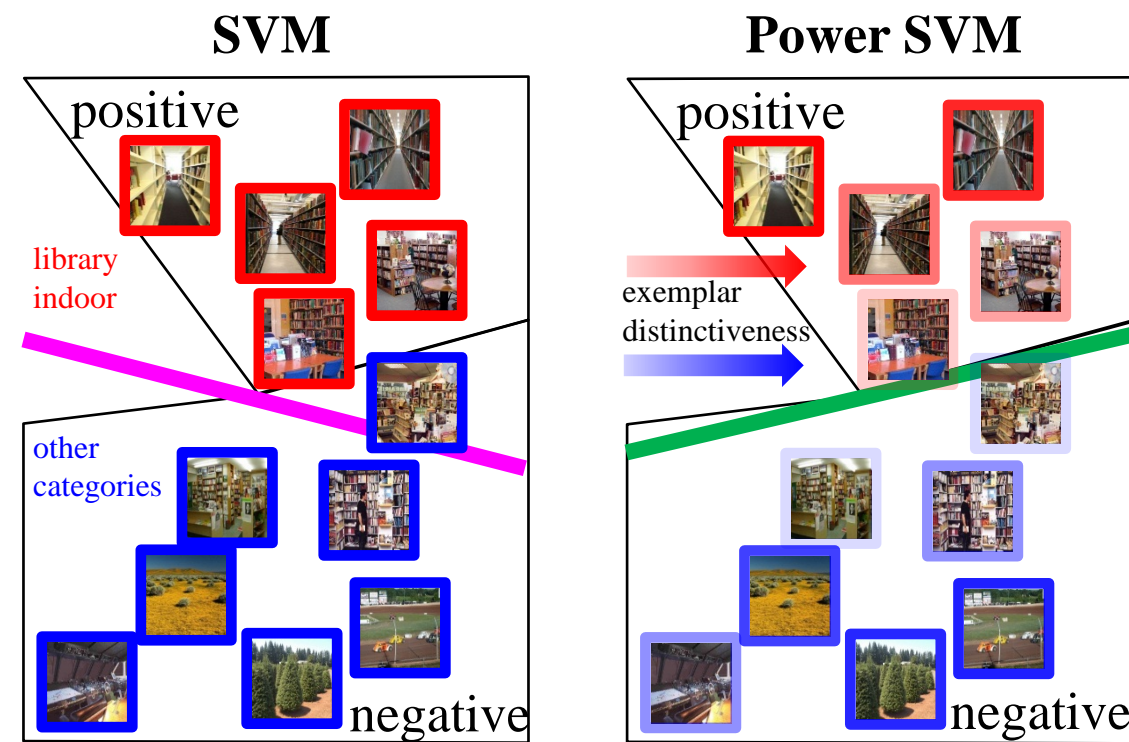 SVM
positive
library
indoor
other
categories
negative
Power SVM
positive
exemplar
distinctiveness
negative